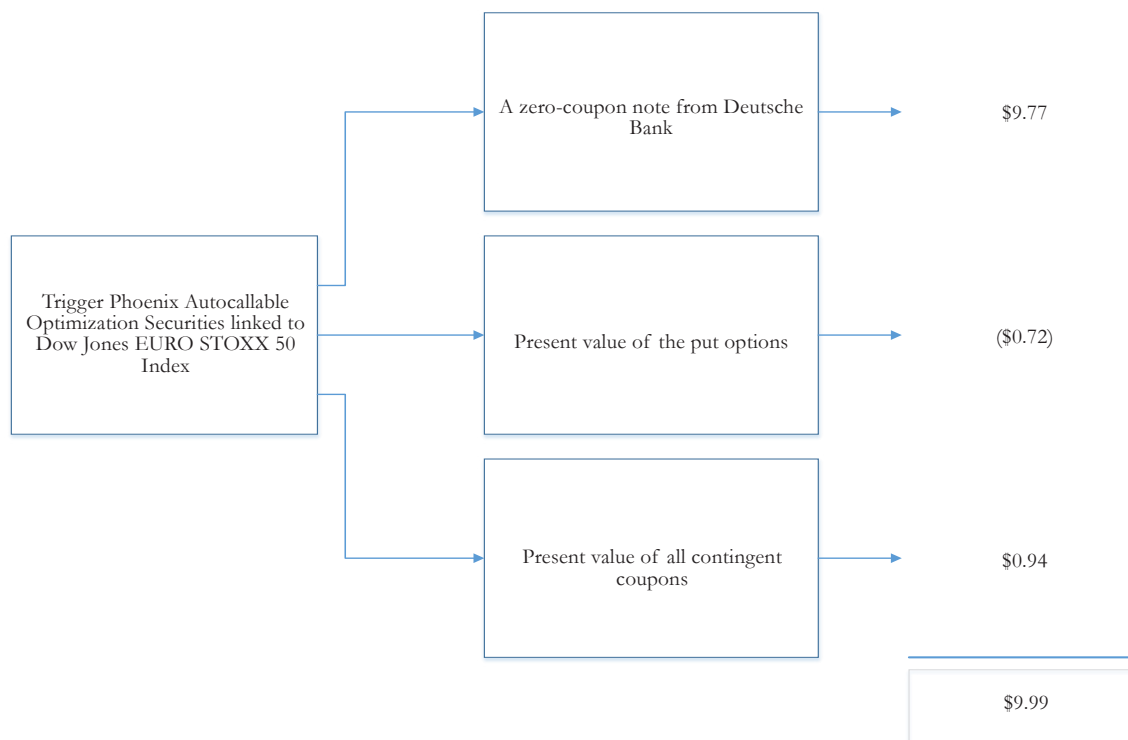 A zero-coupon note from Deutsche
Bank
$9.77
Trigger Phoenix Autocallable
Optimization Securities linked to
Dow Jones EURO STOXX 50
Index
Present value of the put options
($0.72)
Present value of all contingent
coupons
$0.94
$9.99